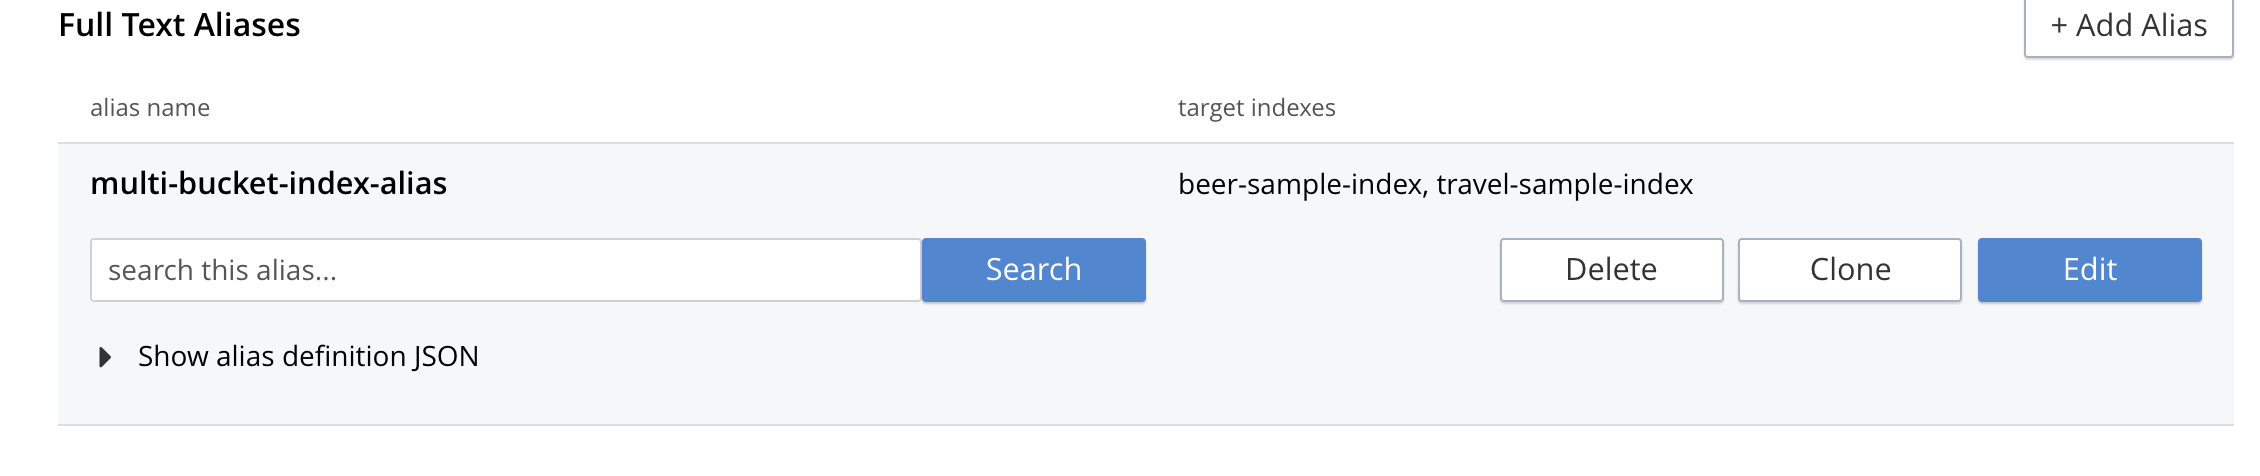 Full Text Aliases
+ Add Alias
alias name
target indexes
multi-bucket-index-alias
beer-sample-index, travel-sample-index
search this alias...
Search
Delete
Clone
Edit
Show alias definition JSON